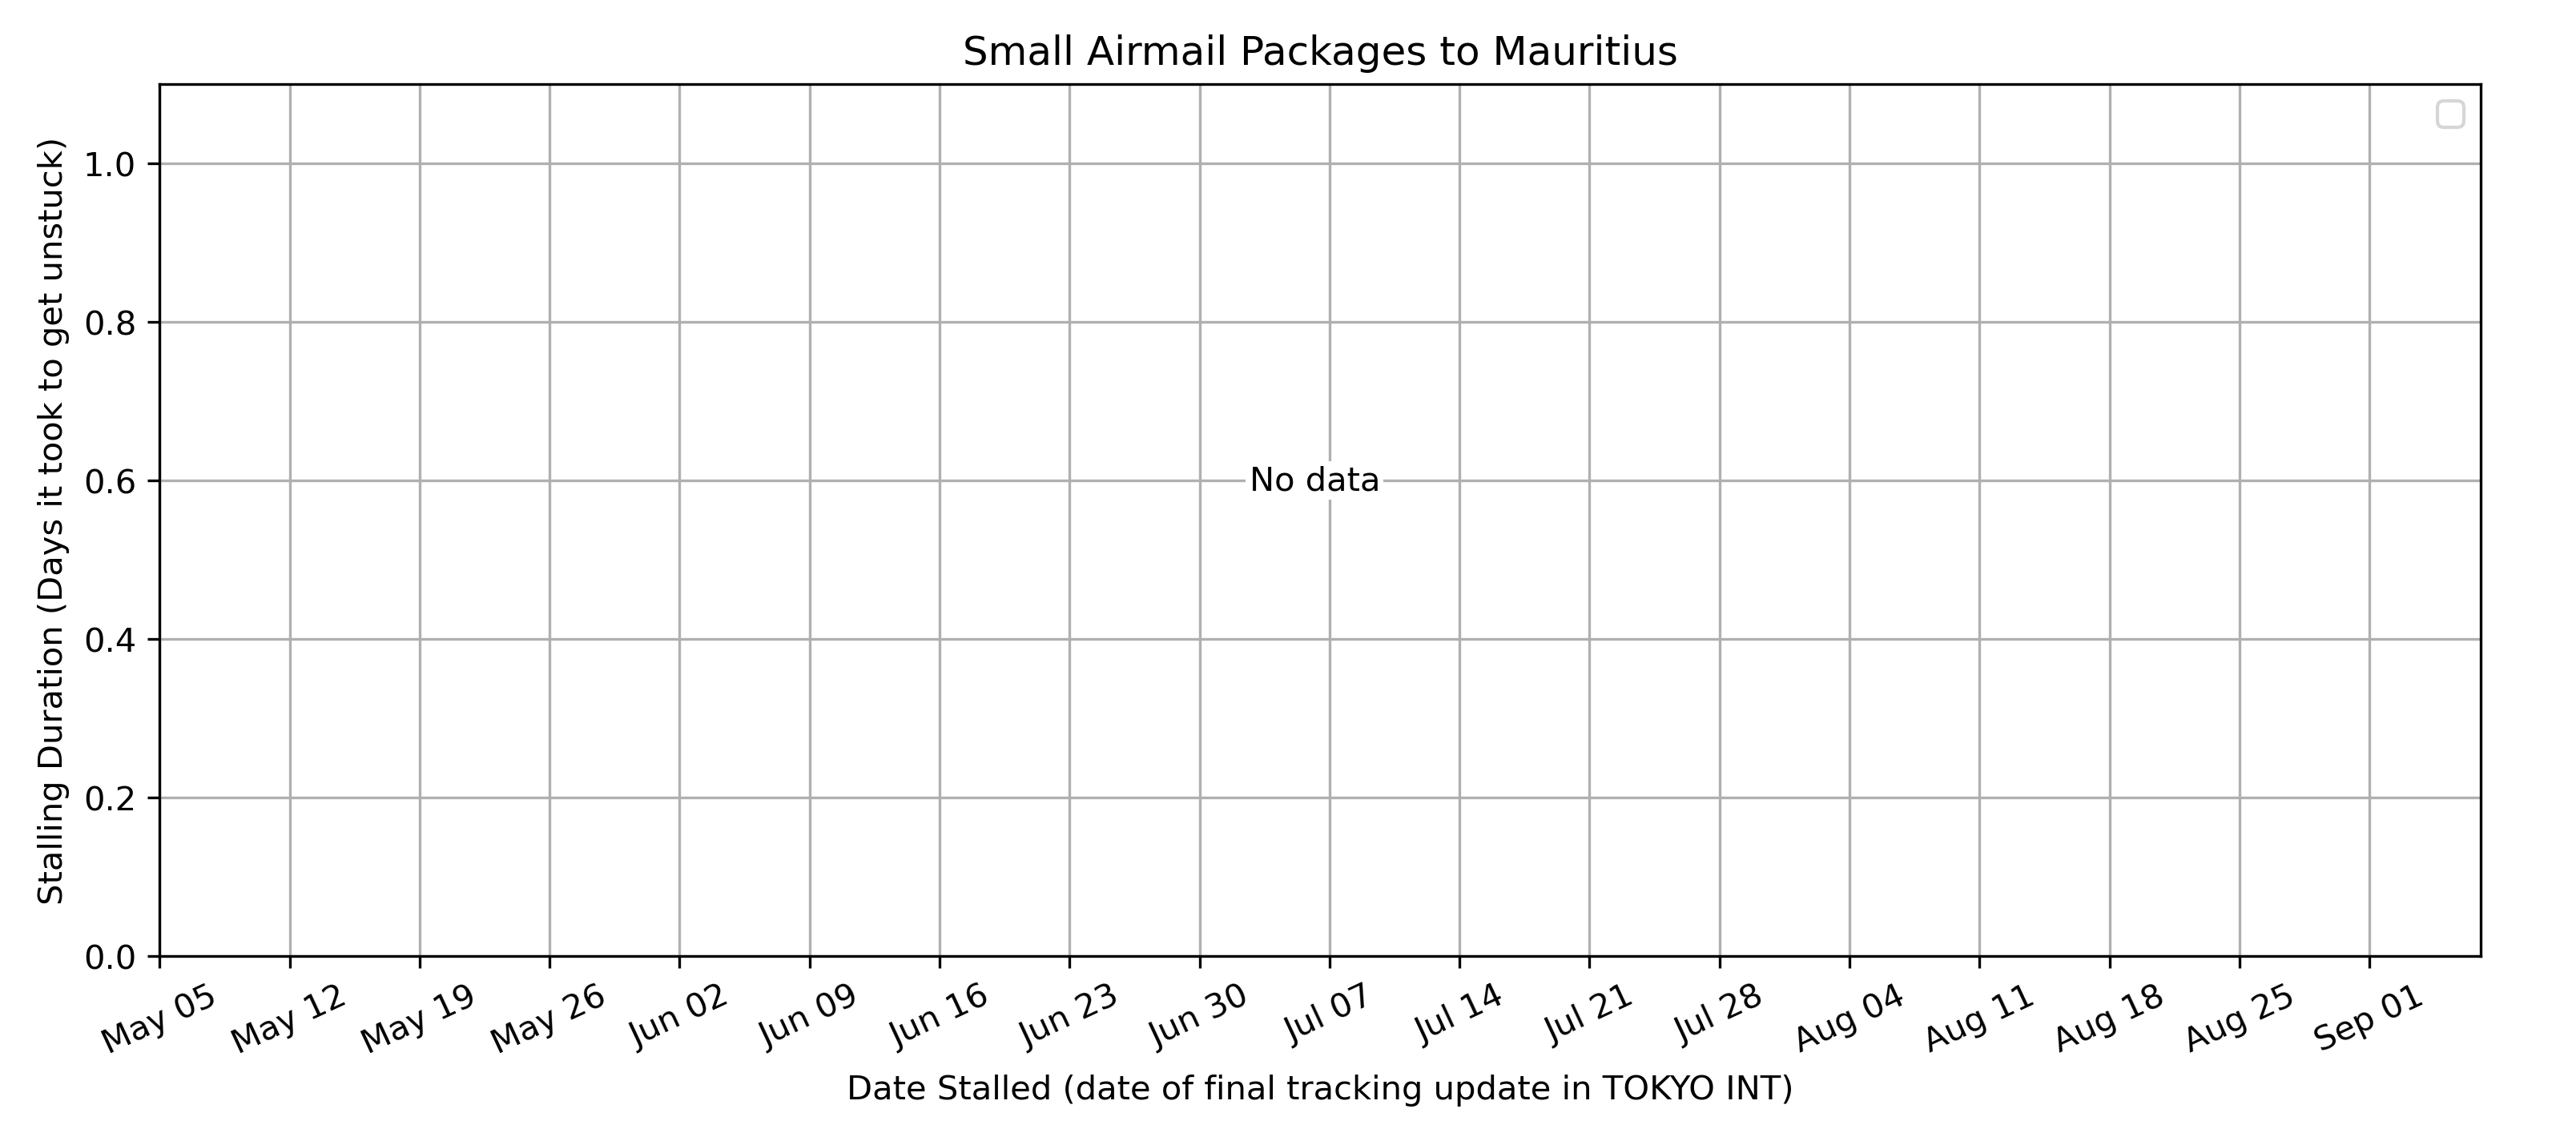 Small Airmail Packages to Mauritius
Stalling Duration (Days it took to get unstuck)
1.0
0.8
0.6
0.4
0.2
0.0
No data
May 05
May 12
May 19
May 26
Jun 02
Jun 09
Jun 16
Jun 23
Jun 30
Jul 07
Jul 14
Jul 21
Jul 28
Aug 04
Aug 11
Aug 18
Aug 25
Sep 01
Date Stalled (date of final tracking update in TOKYO INT)